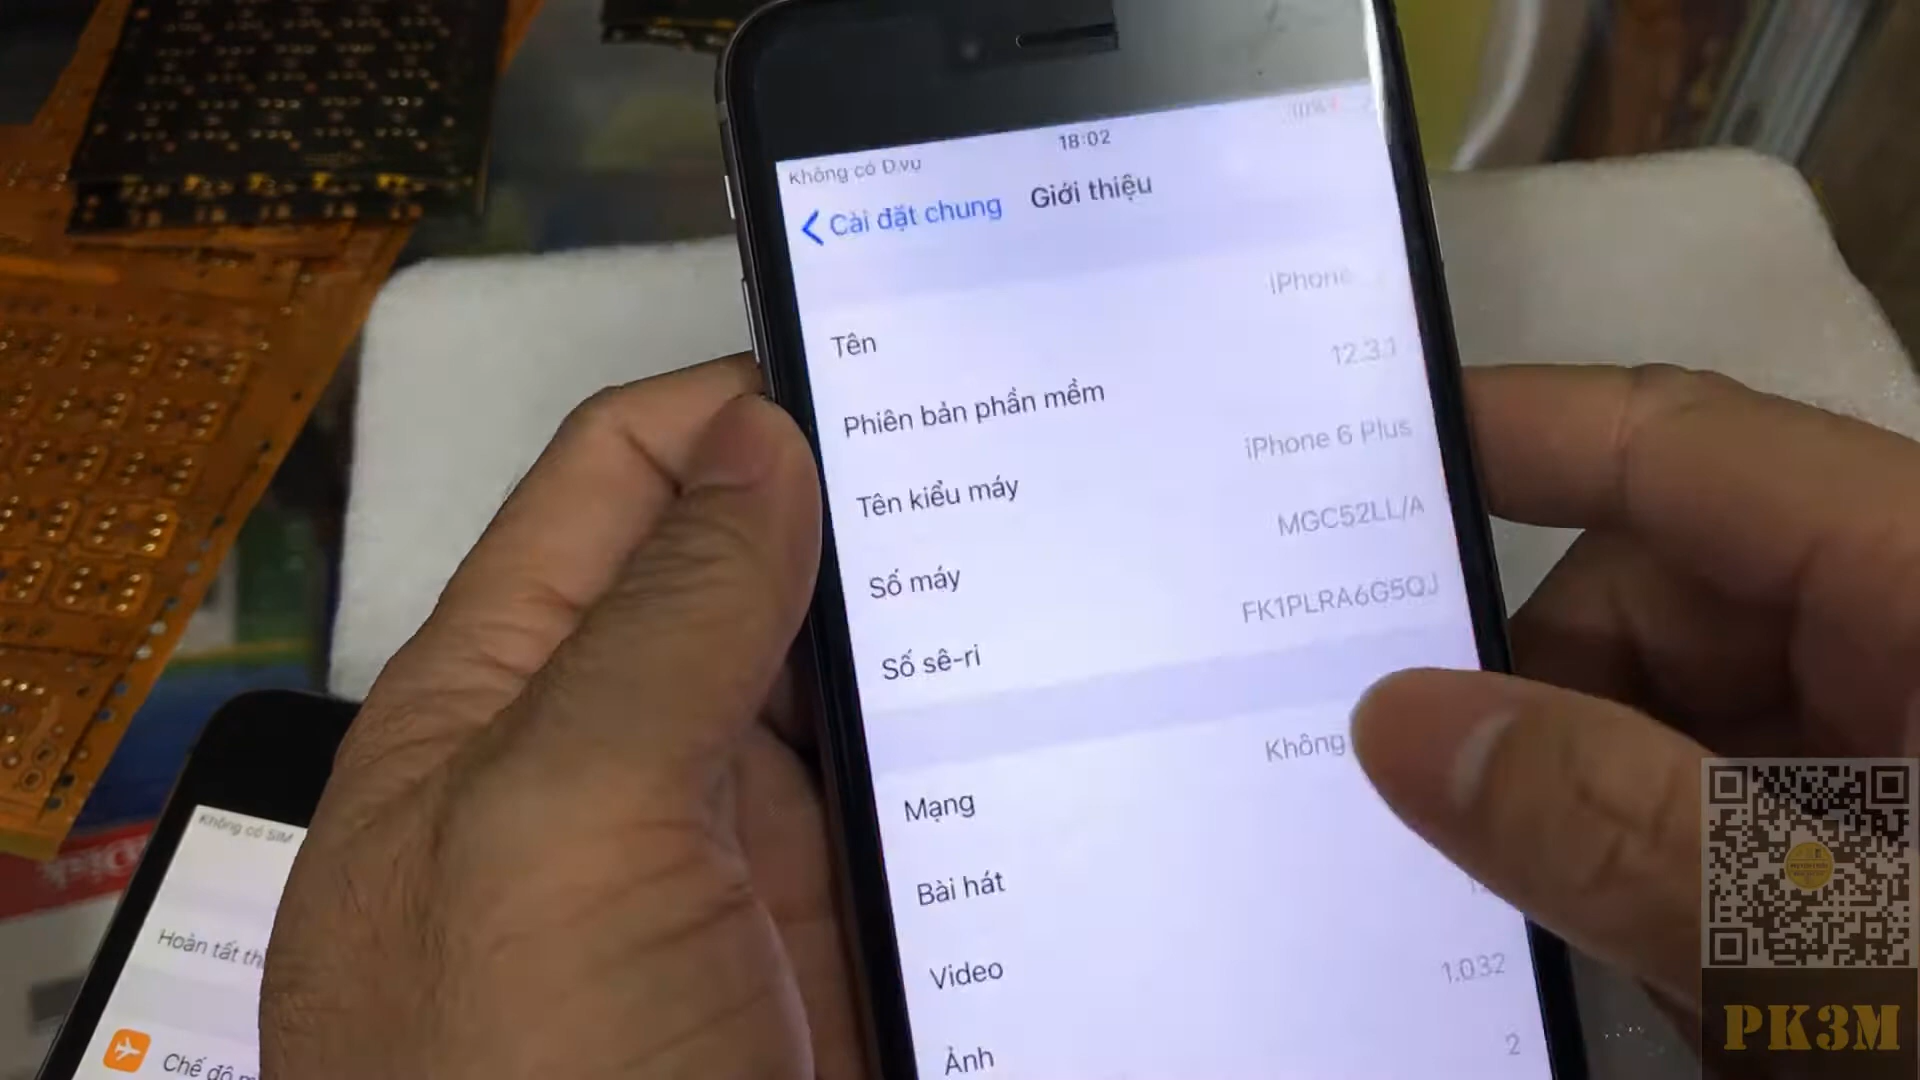 Không có D.vụ
18:02
Cài đặt chung
Giới thiệu
Tên
iPhone
Phiên bản phần mềm
12.3.1
Tên kiểu máy
iPhone 6 Plus
Số máy
MGC52LL/A
Số sê-ri
FK1PLRA6G5QJ
Mạng
Không
Bài hát
Video
1.032
Ảnh
2
Không có SIM
Hoàn tất
Chế độ
PK3M